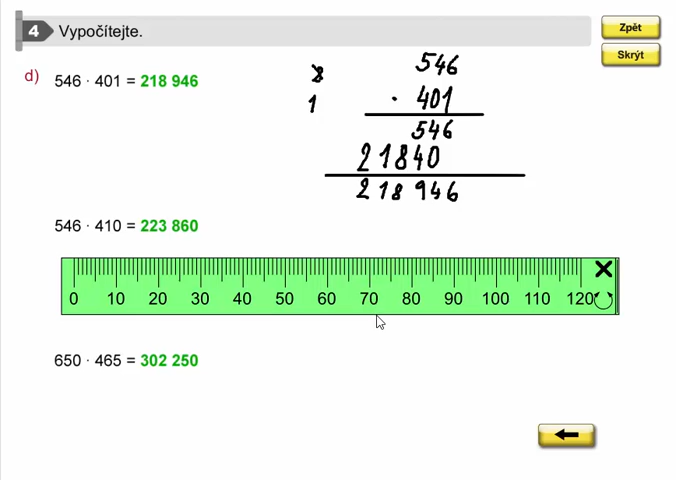 4 Vypočítejte.
Zpět
Skrýt
d) 546 · 401 = 218 946
1
546
· 401
546
21840
218 946
546 · 410 = 223 860
0 10 20 30 40 50 60 70 80 90 100 110 120
650 · 465 = 302 250